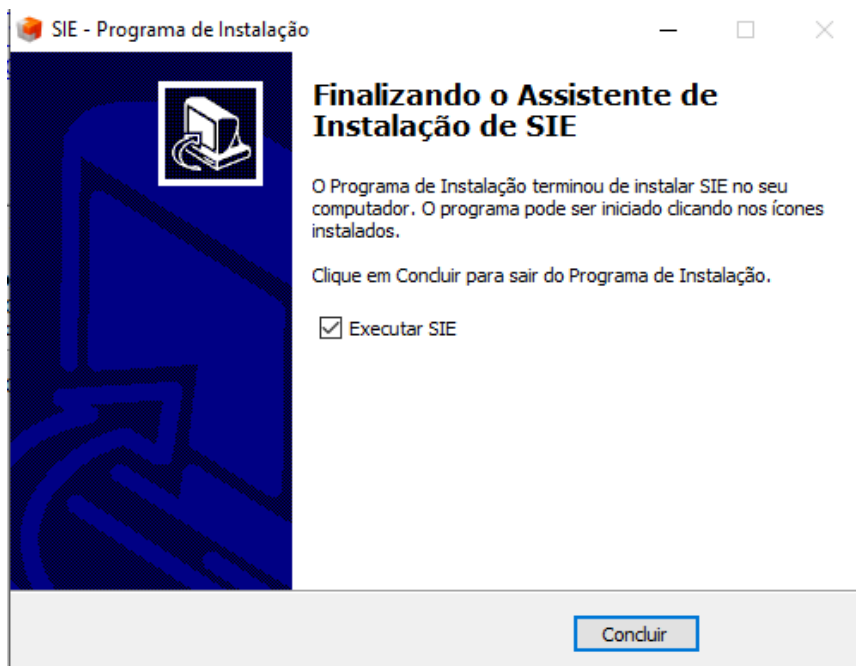 SIE - Programa de Instalação
Finalizando o Assistente de
Instalação de SIE
O Programa de Instalação terminou de instalar SIE no seu
computador. O programa pode ser iniciado clicando nos ícones
instalados.
Clique em Concluir para sair do Programa de Instalação.
Executar SIE
Concluir